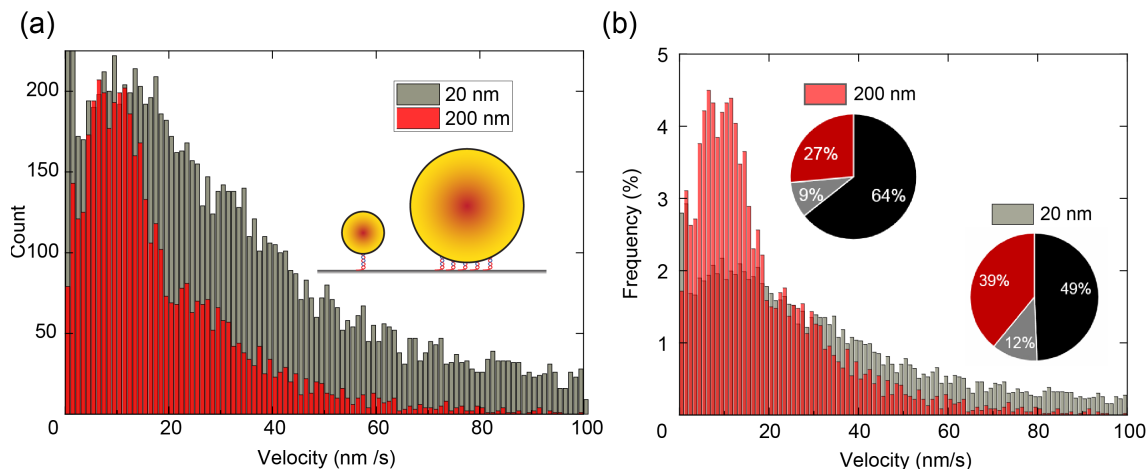 (a)
Count
200
150
100
50
0
0 20 40 60 80 100
Velocity (nm /s)
20 nm
200 nm
(b)
Frequency (%)
5
4
3
2
1
0
0 20 40 60 80 100
Velocity (nm/s)
200 nm
27%
9%
64%
20 nm
39%
49%
12%